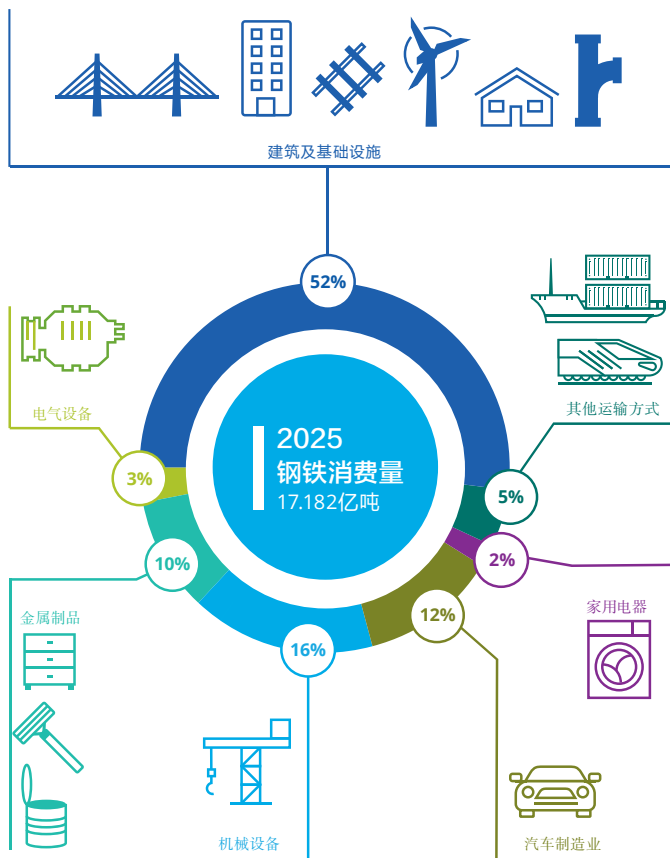 建筑及基础设施
52%
其他运输方式
电气设备
2025
钢铁消费量
17.182亿吨
3%
5%
2%
10%
家用电器
金属制品
12%
16%
机械设备
汽车制造业